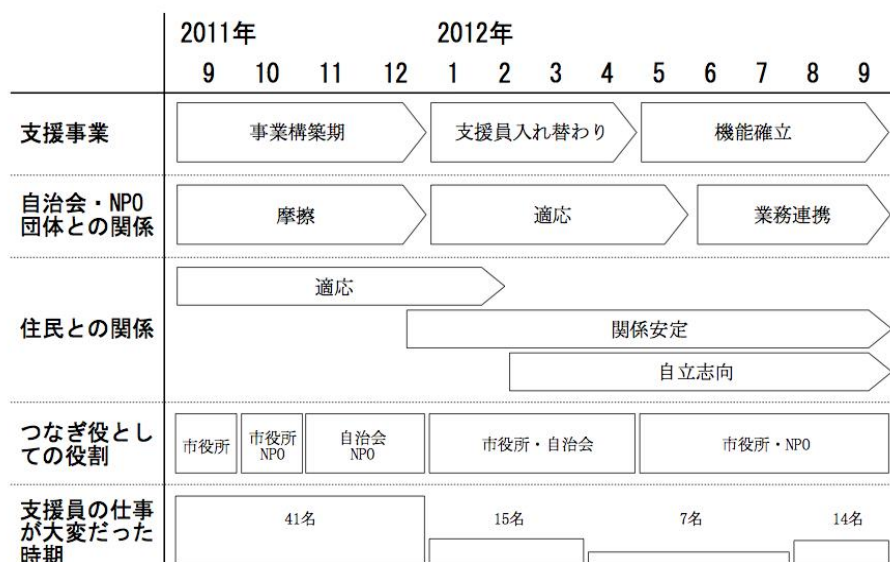 2011年 2012年
9 10 11 12 1 2 3 4 5 6 7 8 9
支援事業 事業構築期 支援員入れ替わり 機能確立
自治会・NPO
団体との関係 摩擦 適応 業務連携
適応
住民との関係 関係安定
自立志向
つなぎ役とし
ての役割
市役所
市役所
NPO
自治会
NPO
市役所・自治会
市役所・NPO
支援員の仕事
が大変だった
時期
41名 15名 7名 14名